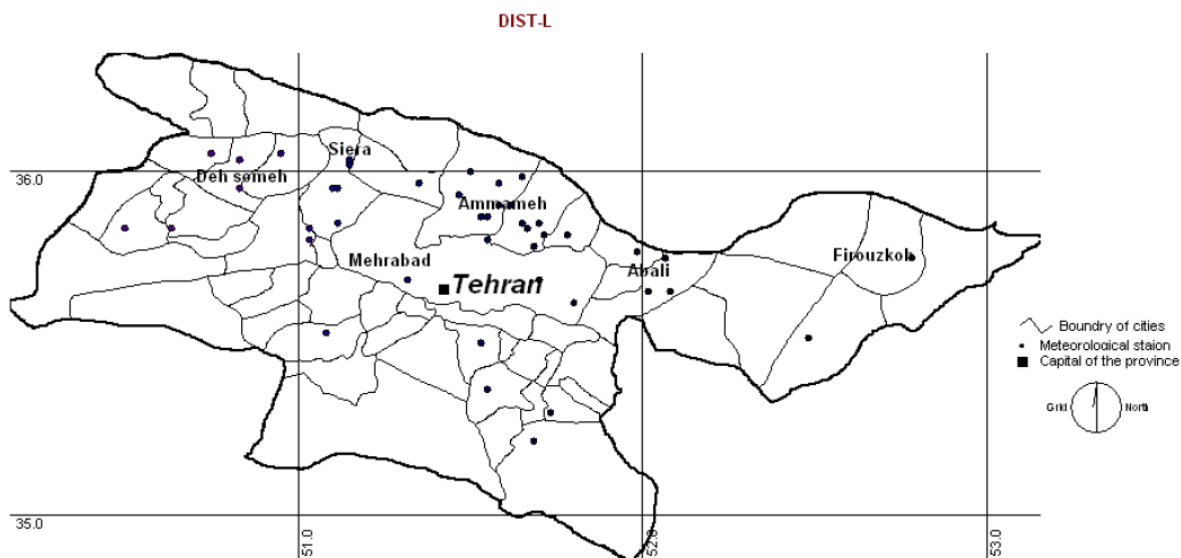 DIST-L
Siera
36.0
Deh someh
Ammameh
Mehrabad
Abali
Firouzkoh
Tehran
Boundry of cities
Meteorological staion
Capital of the province
Grid
North
35.0
51.0
52.0
53.0